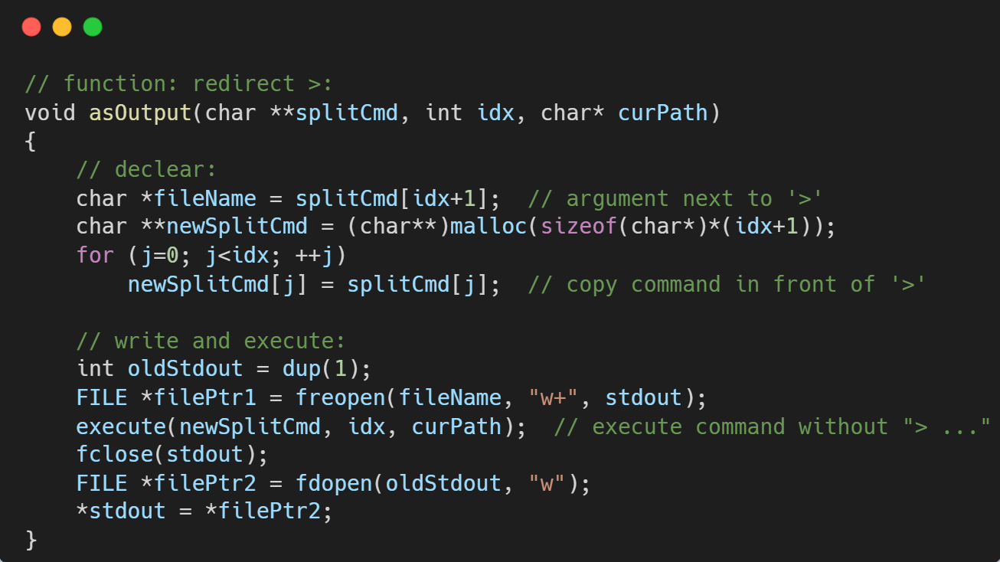 // function: redirect >:
void asOutput(char **splitCmd, int idx, char* curPath)
{
    // declear:
    char *fileName = splitCmd[idx+1];  // argument next to '>'
    char **newSplitCmd = (char**)malloc(sizeof(char*)*(idx+1));
    for (j=0; j<idx; ++j)
        newSplitCmd[j] = splitCmd[j];  // copy command in front of '>'

    // write and execute:
    int oldStdout = dup(1);
    FILE *filePtr1 = freopen(fileName, "w+", stdout);
    execute(newSplitCmd, idx, curPath);  // execute command without "> ..."
    fclose(stdout);
    FILE *filePtr2 = fdopen(oldStdout, "w");
    *stdout = *filePtr2;
}